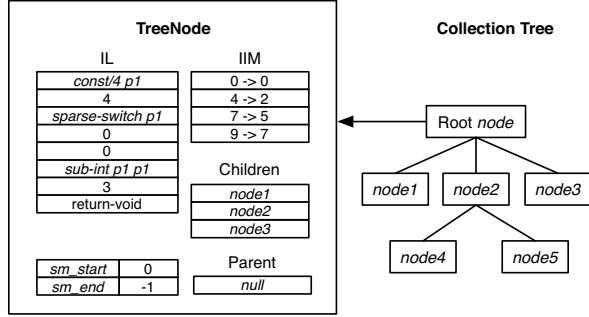 TreeNode
IL
const/4 p1
4
sparse-switch p1
0
0
sub-int p1 p1
3
return-void
IIM
0 -> 0
4 -> 2
7 -> 5
9 -> 7
Children
node1
node2
node3
sm_start 0
sm_end -1
Parent
null
Collection Tree
Root node
node1 node2 node3
node4 node5